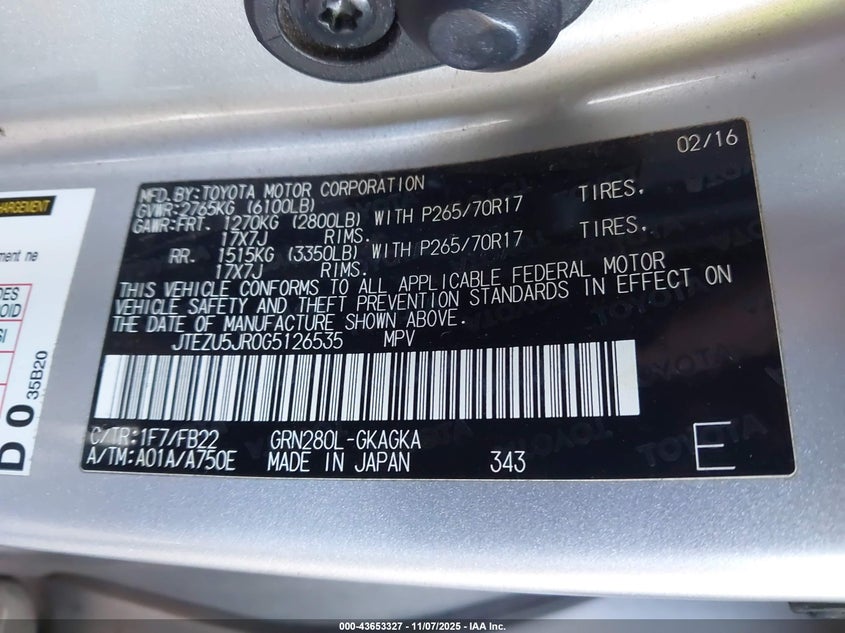 02/16
MFD.BY:TOYOTA MOTOR CORPORATION
GVWR:2765KG (6100LB)
GAWR:FRT. 1270KG (2800LB) WITH P265/70R17 TIRES,
17X7J RIMS.
RR. 1515KG (3350LB) WITH P265/70R17 TIRES,
17X7J RIMS.
THIS VEHICLE CONFORMS TO ALL APPLICABLE FEDERAL MOTOR
VEHICLE SAFETY AND THEFT PREVENTION STANDARDS IN EFFECT ON
THE DATE OF MANUFACTURE SHOWN ABOVE.
JTEZU5JR0G5126535 MPV
C/TR:1F7/FB22 GRN280L-GKAGKA
A/TM:A01A/A750E MADE IN JAPAN 343 E
35B20
000-43653327 - 11/07/2025 - IAA Inc.